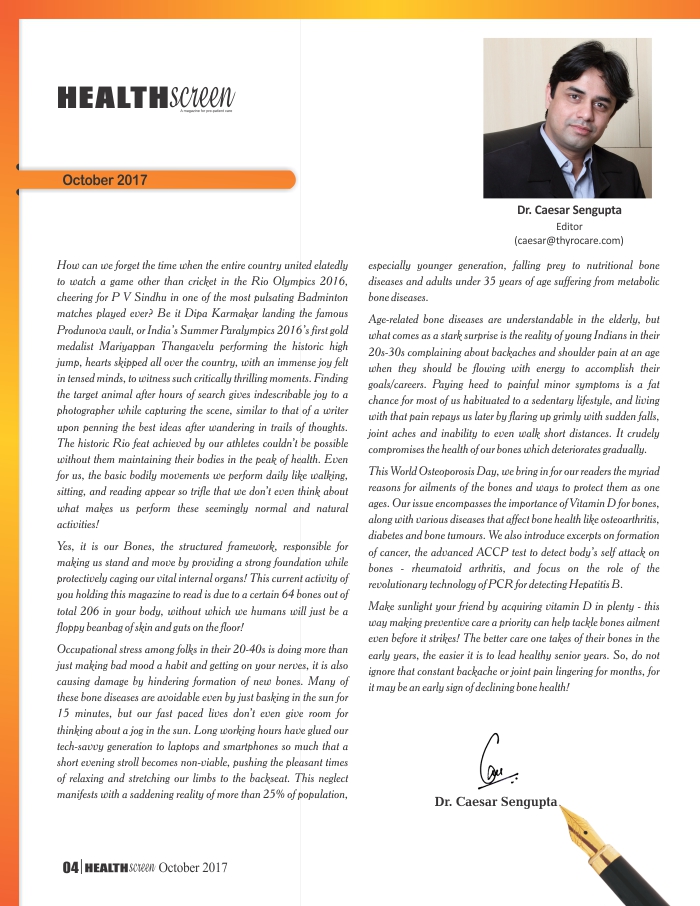 HEALTHscreen
A magazine for pro-patient care
October 2017
Dr. Caesar Sengupta
Editor
(caesar@thyrocare.com)
How can we forget the time when the entire country united elatedly
to watch a game other than cricket in the Rio Olympics 2016,
cheering for P V Sindhu in one of the most pulsating Badminton
matches played ever? Be it Dipa Karmakar landing the famous
Produnova vault, or India's Summer Paralympics 2016's first gold
medalist Mariyappan Thangavelu performing the historic high
jump, hearts skipped all over the country, with an immense joy felt
in tensed minds, to witness such critically thrilling moments. Finding
the target animal after hours of search gives indescribable joy to a
photographer while capturing the scene, similar to that of a writer
upon penning the best ideas after wandering in trails of thoughts.
The historic Rio feat achieved by our athletes couldn't be possible
without them maintaining their bodies in the peak of health. Even
for us, the basic bodily movements we perform daily like walking,
sitting, and reading appear so trifle that we don't even think about
what makes us perform these seemingly normal and natural
activities!
Yes, it is our Bones, the structured framework, responsible for
making us stand and move by providing a strong foundation while
protectively caging our vital internal organs! This current activity of
you holding this magazine to read is due to a certain 64 bones out of
total 206 in your body, without which we humans will just be a
floppy beanbag of skin and guts on the floor!
Occupational stress among folks in their 20-40s is doing more than
just making bad mood a habit and getting on your nerves, it is also
causing damage by hindering formation of new bones. Many of
these bone diseases are avoidable even by just basking in the sun for
15 minutes, but our fast paced lives don't even give room for
thinking about a jog in the sun. Long working hours have glued our
tech-savvy generation to laptops and smartphones so much that a
short evening stroll becomes non-viable, pushing the pleasant times
of relaxing and stretching our limbs to the backseat. This neglect
manifests with a saddening reality of more than 25% of population,
especially younger generation, falling prey to nutritional bone
diseases and adults under 35 years of age suffering from metabolic
bone diseases.
Age-related bone diseases are understandable in the elderly, but
what comes as a stark surprise is the reality of young Indians in their
20s-30s complaining about backaches and shoulder pain at an age
when they should be flowing with energy to accomplish their
goals/careers. Paying heed to painful minor symptoms is a fat
chance for most of us habituated to a sedentary lifestyle, and living
with that pain repays us later by flaring up grimly with sudden falls,
joint aches and inability to even walk short distances. It crudely
compromises the health of our bones which deteriorates gradually.
This World Osteoporosis Day, we bring in for our readers the myriad
reasons for ailments of the bones and ways to protect them as one
ages. Our issue encompasses the importance of Vitamin D for bones,
along with various diseases that affect bone health like osteoarthritis,
diabetes and bone tumours. We also introduce excerpts on formation
of cancer, the advanced ACCP test to detect body's self attack on
bones - rheumatoid arthritis, and focus on the role of the
revolutionary technology of PCR for detecting Hepatitis B.
Make sunlight your friend by acquiring vitamin D in plenty - this
way making preventive care a priority can help tackle bones ailment
even before it strikes! The better care one takes of their bones in the
early years, the easier it is to lead healthy senior years. So, do not
ignore that constant backache or joint pain lingering for months, for
it may be an early sign of declining bone health!
Dr. Caesar Sengupta
04 HEALTHscreen October 2017